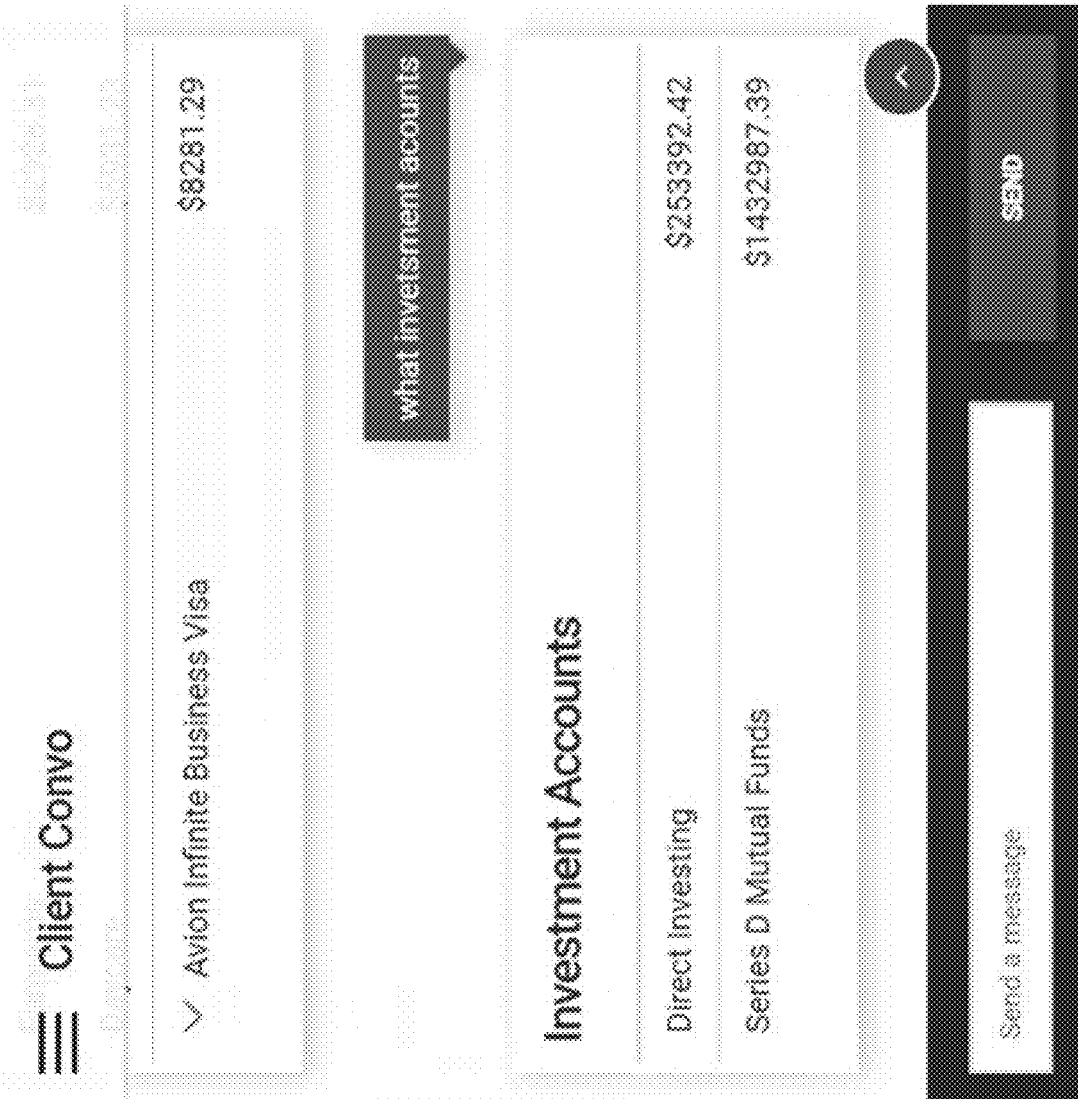 Client Convo
Avion Infinite Business Visa $8281.29
what invetsment acounts
Investment Accounts
Direct Investing $253392.42
Series D Mutual Funds $1432987.39
Send a message SEND